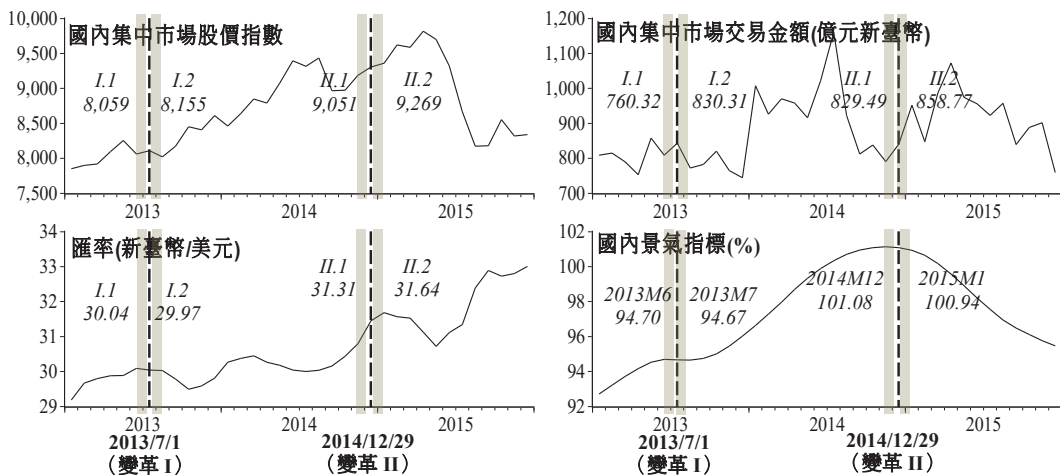 國內集中市場股價指數
10,000
9,500
9,000
8,500
8,000
7,500
I.1
8,059
I.2
8,155
II.1
9,051
II.2
9,269
2013
2014
2015
國內集中市場交易金額(億元新臺幣)
1,200
1,100
1,000
900
800
700
I.1
760.32
I.2
830.31
II.1
829.49
II.2
858.77
2013
2014
2015
匯率(新臺幣/美元)
34
33
32
31
30
29
I.1
30.04
I.2
29.97
II.1
31.31
II.2
31.64
2013
2014
2015
2013/7/1
(變革 I)
2014/12/29
(變革 II)
國內景氣指標(%)
104
102
100
98
96
94
92
2013M6
94.70
2013M7
94.67
2014M12
101.08
2015M1
100.94
2013
2014
2015
2013/7/1
(變革 I)
2014/12/29
(變革 II)